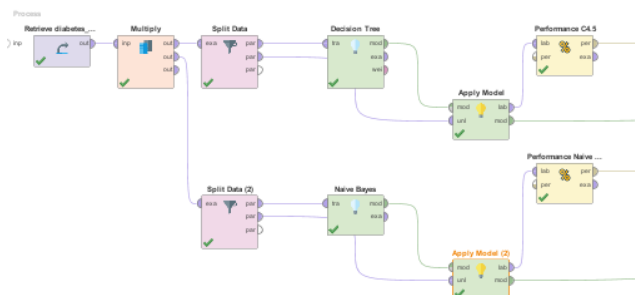 Process
Retrieve diabetes_...
inp
out
Multiply
inp
out
out
out
Split Data
exa
par
par
par
Decision Tree
tra
mod
exa
wei
Performance C4.5
lab
per
per
exa
Apply Model
mod
lab
unl
mod
Split Data (2)
exa
par
par
par
Naive Bayes
tra
mod
exa
Performance Naive ...
lab
per
per
exa
Apply Model (2)
mod
lab
unl
mod